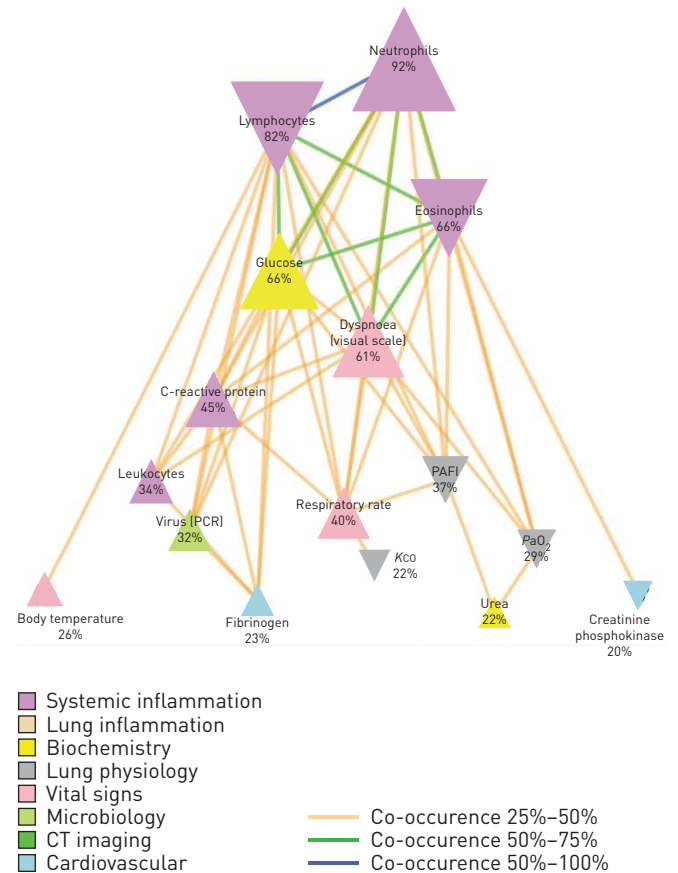 Neutrophils
92%
Lymphocytes
82%
Eosinophils
66%
Glucose
66%
Dyspnoea
(visual scale)
61%
C-reactive protein
45%
Leukocytes
34%
PAFI
37%
Virus (PCR)
32%
Respiratory rate
40%
PaO2
29%
Kco
22%
Body temperature
26%
Fibrinogen
23%
Urea
22%
Creatinine
phosphokinase
20%
Systemic inflammation
Lung inflammation
Biochemistry
Lung physiology
Vital signs
Microbiology
CT imaging
Cardiovascular
Co-occurence 25%–50%
Co-occurence 50%–75%
Co-occurence 50%–100%